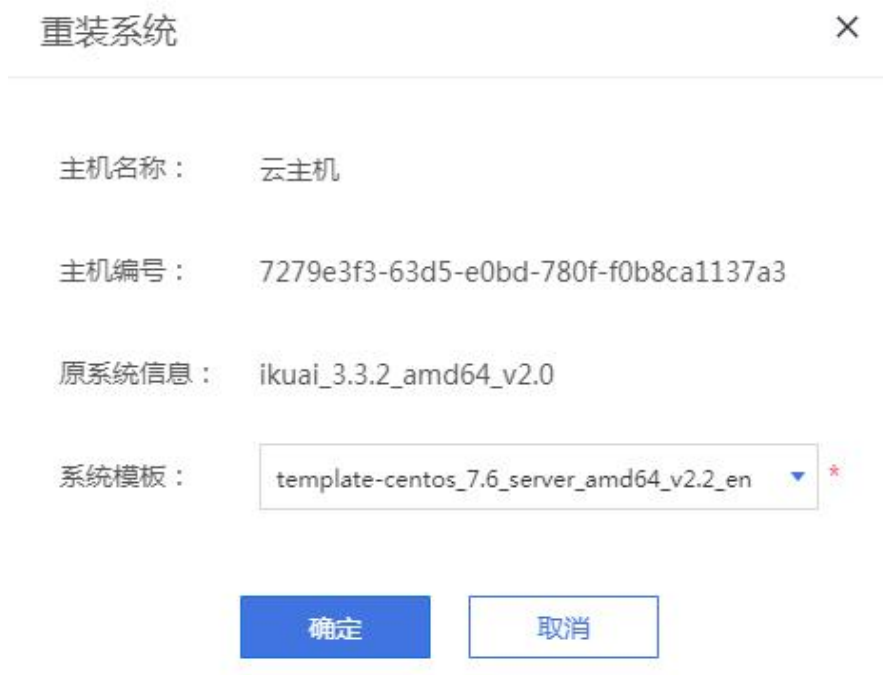 重装系统
主机名称： 云主机
主机编号： 7279e3f3-63d5-e0bd-780f-f0b8ca1137a3
原系统信息： ikuai_3.3.2_amd64_v2.0
系统模板： template-centos_7.6_server_amd64_v2.2_en *
确定 取消